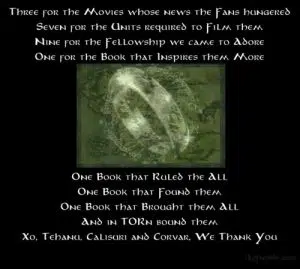 Three for the Movies whose news the Fans hungered
Seven for the Units required to Film them
Nine for the Fellowship we came to Adore
One for the Book that Inspires them More
One Book that Ruled the All
One Book that Found them
One Book that Brought them All
And in TORn bound them
Xo, Tehanu, Calisuri and Corvar, We Thank You